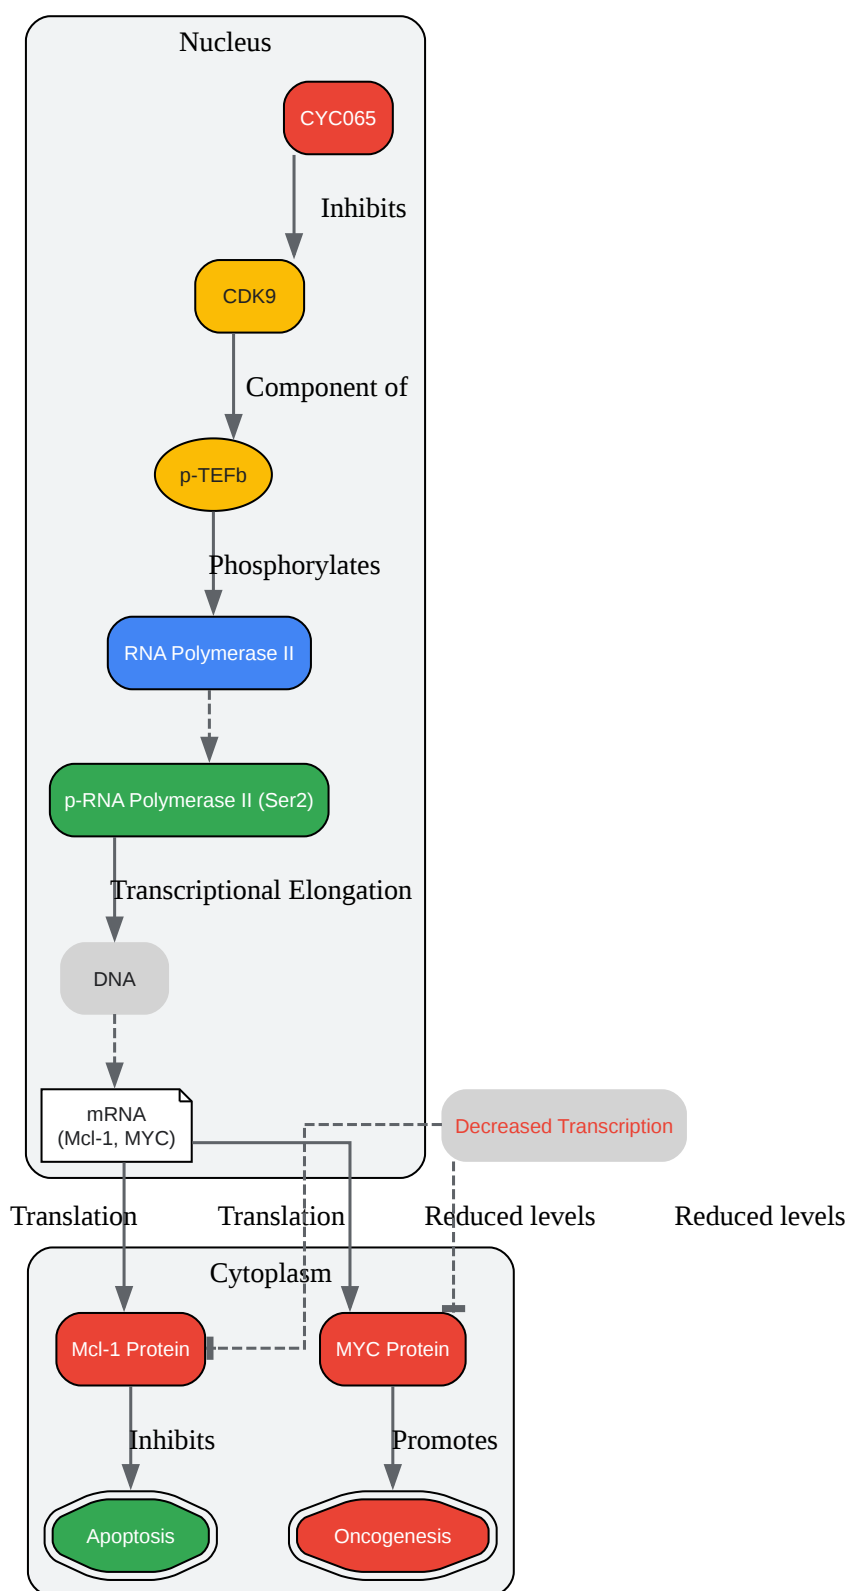 Nucleus
CYC065
Inhibits
CDK9
Component of
p-TEFb
Phosphorylates
RNA Polymerase II
p-RNA Polymerase II (Ser2)
Transcriptional Elongation
DNA
mRNA
(Mcl-1, MYC)
Decreased Transcription
Translation
Translation
Reduced levels
Reduced levels
Cytoplasm
Mcl-1 Protein
MYC Protein
Inhibits
Promotes
Apoptosis
Oncogenesis